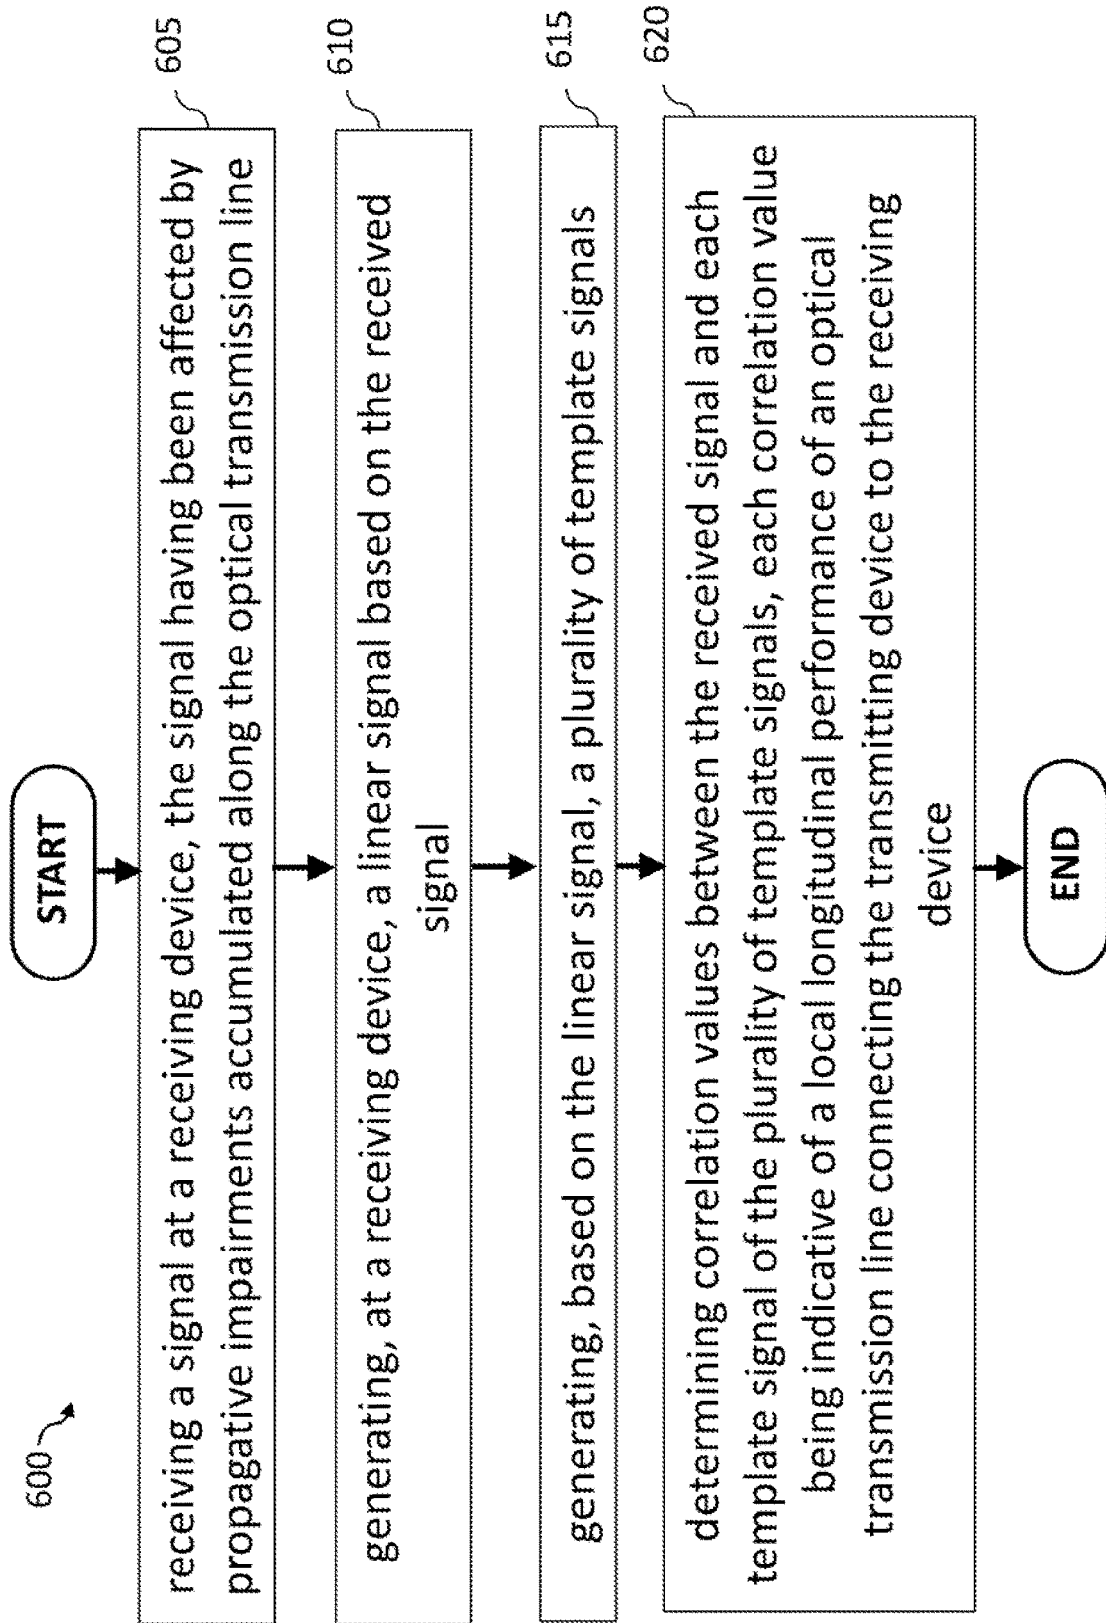 600
START
605
receiving a signal at a receiving device, the signal having been affected by
propagative impairments accumulated along the optical transmission line
610
generating, at a receiving device, a linear signal based on the received
signal
615
generating, based on the linear signal, a plurality of template signals
620
determining correlation values between the received signal and each
template signal of the plurality of template signals, each correlation value
being indicative of a local longitudinal performance of an optical
transmission line connecting the transmitting device to the receiving
device
END